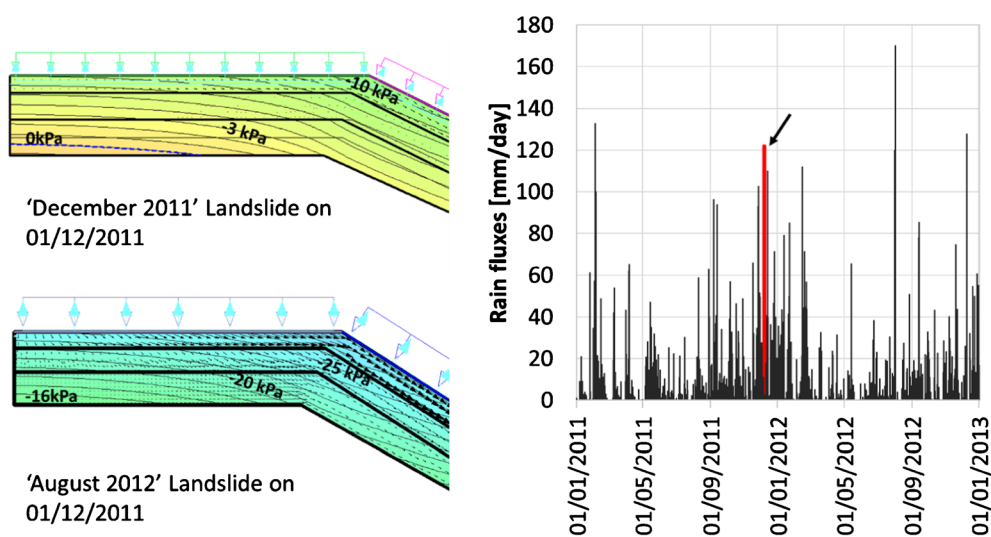 -10 kPa
-3 kPa
0kPa
‘December 2011’ Landslide on
01/12/2011
-25 kPa
-20 kPa
-16kPa
‘August 2012’ Landslide on
01/12/2011
Rain fluxes [mm/day]
180
160
140
120
100
80
60
40
20
0
01/01/2011
01/05/2011
01/09/2011
01/01/2012
01/05/2012
01/09/2012
01/01/2013